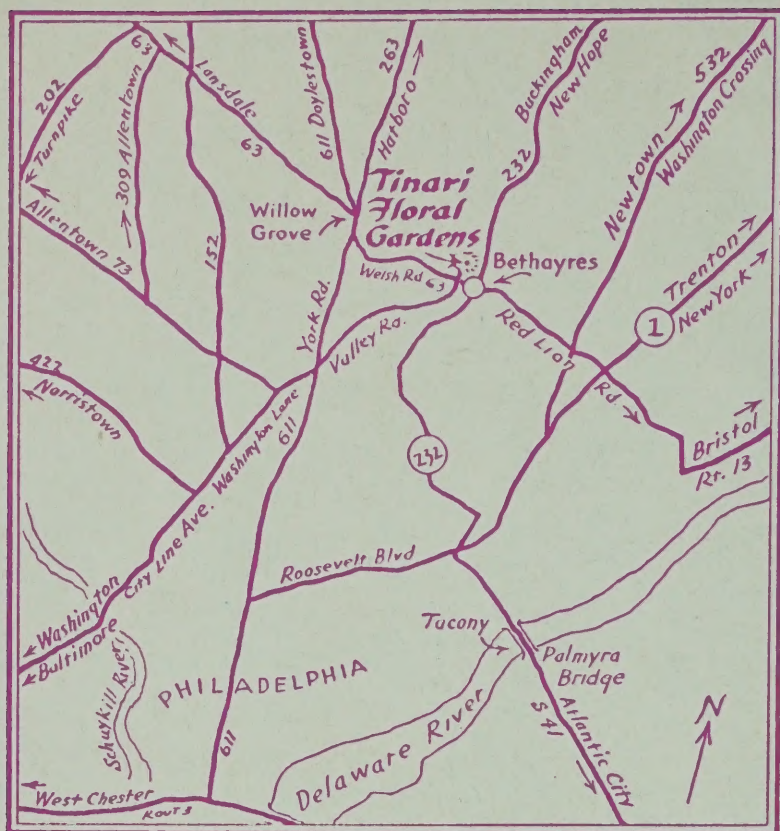 63
Lansdale
63
202
Turnpike
309 Allentown
Allentown 73
152
611 Doylestown
263
Hatboro
Buckingham
New Hope
232
532
Newtown
Washington Crossing
Tinari
Floral
Gardens
Willow
Grove
Welsh Rd 63
Bethayres
Trenton
New York
1
York Rd.
Valley Rd.
Red Lion
Rd
422
Norristown
Washington Lane
611
232
Bristol
Rt. 13
City Line Ave.
Roosevelt Blvd
Washington
Baltimore
Tucony
Palmyra
Bridge
Schuylkill River
PHILADELPHIA
611
Delaware River
S 41
Atlantic City
N
West Chester
Rout 3